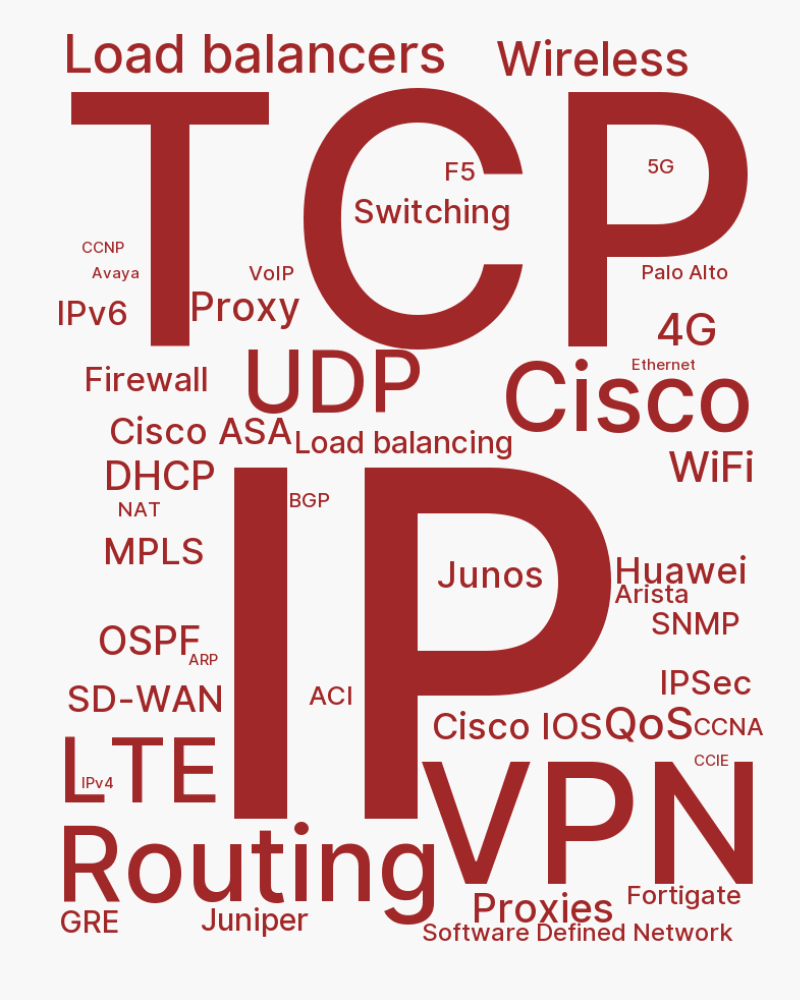 Load balancers
Wireless
TCP
F5
5G
Switching
CCNP
Avaya
VoIP
Palo Alto
IPv6
Proxy
4G
Ethernet
Firewall
UDP
Cisco
Cisco ASA
Load balancing
WiFi
DHCP
IP
BGP
NAT
MPLS
Junos
Huawei
Arista
SNMP
OSPF
ARP
IPSec
SD-WAN
ACI
Cisco IOS
QoS
CCNA
CCIE
LTE
IPv4
VPN
Routing
Fortigate
Proxies
GRE
Juniper
Software Defined Network